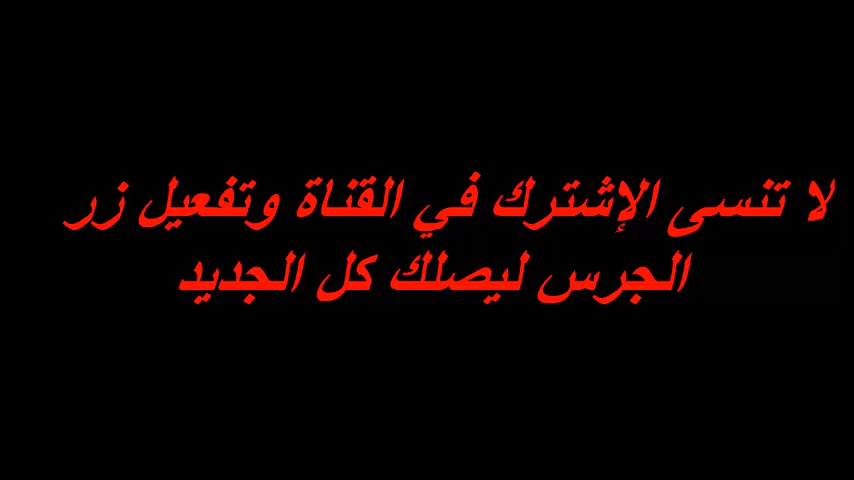 لا تنسى الإشترك في القناة وتفعيل زر
الجرس ليصلك كل الجديد